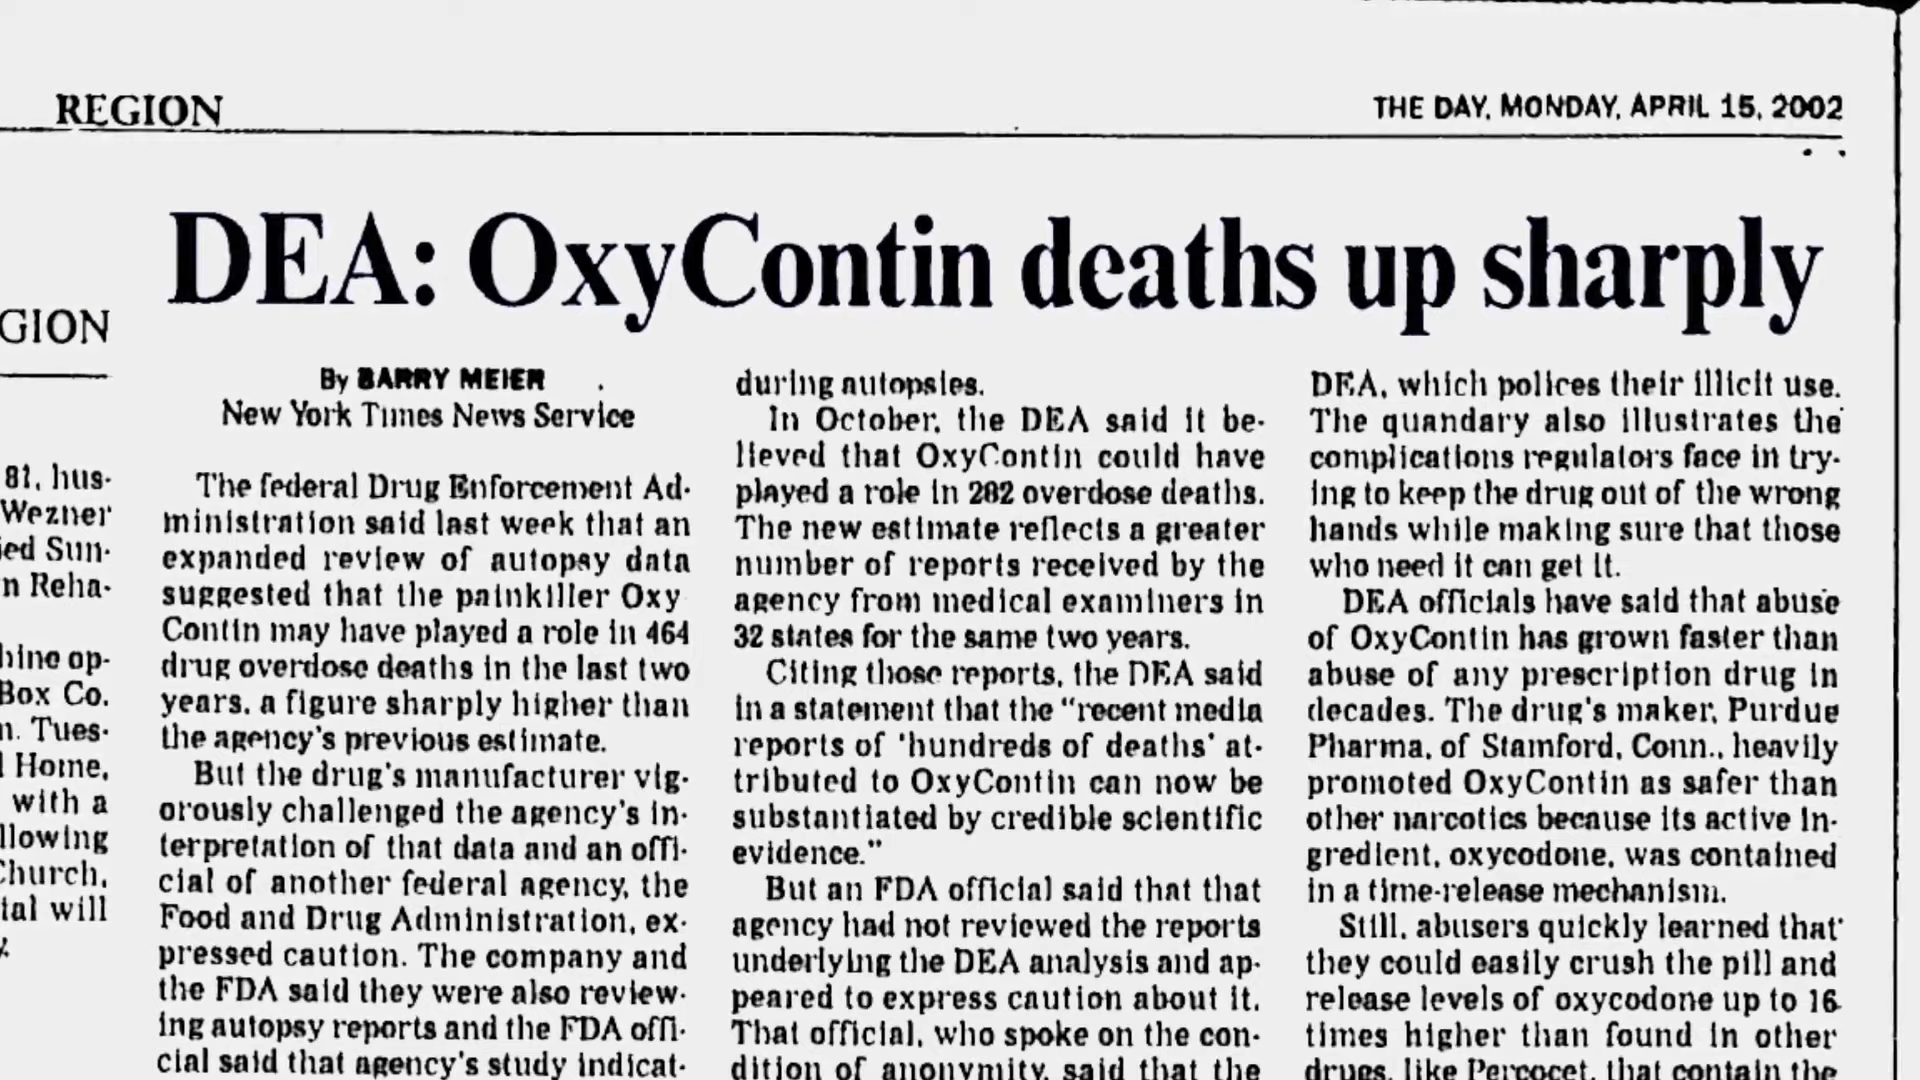 REGION
THE DAY, MONDAY, APRIL 15, 2002
DEA: OxyContin deaths up sharply
GION
81, hus-
Wezner
ied Sun-
n Reha-
hine op-
Box Co.
n. Tues-
l Home,
with a
llowing
Church,
ial will
y.
By BARRY MEIER
New York Times News Service
The federal Drug Enforcement Ad-
ministration said last week that an
expanded review of autopsy data
suggested that the painkiller Oxy
Contin may have played a role in 464
drug overdose deaths in the last two
years, a figure sharply higher than
the agency's previous estimate.
But the drug's manufacturer vig-
orously challenged the agency's in-
terpretation of that data and an offi-
cial of another federal agency, the
Food and Drug Administration, ex-
pressed caution. The company and
the FDA said they were also review-
ing autopsy reports and the FDA offi-
cial said that agency's study indicat-
during autopsies.
In October, the DEA said it be-
lieved that OxyContin could have
played a role in 282 overdose deaths.
The new estimate reflects a greater
number of reports received by the
agency from medical examiners in
32 states for the same two years.
Citing those reports, the DEA said
in a statement that the "recent media
reports of 'hundreds of deaths' at-
tributed to OxyContin can now be
substantiated by credible scientific
evidence."
But an FDA official said that that
agency had not reviewed the reports
underlying the DEA analysis and ap-
peared to express caution about it.
That official, who spoke on the con-
dition of anonymity, said that the
DEA, which polices their illicit use.
The quandary also illustrates the
complications regulators face in try-
ing to keep the drug out of the wrong
hands while making sure that those
who need it can get it.
DEA officials have said that abuse
of OxyContin has grown faster than
abuse of any prescription drug in
decades. The drug's maker, Purdue
Pharma, of Stamford, Conn., heavily
promoted OxyContin as safer than
other narcotics because its active in-
gredient, oxycodone, was contained
in a time-release mechanism.
Still, abusers quickly learned that
they could easily crush the pill and
release levels of oxycodone up to 16
times higher than found in other
drugs, like Percocet, that contain the